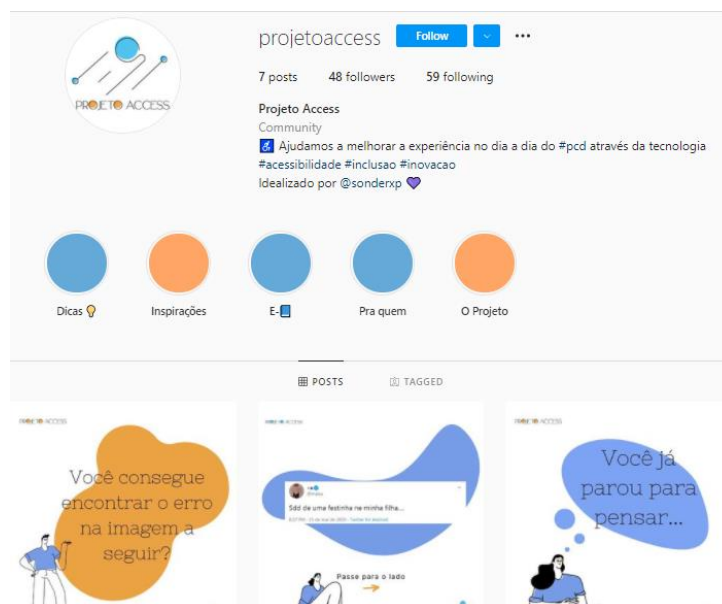 projetoaccess Follow
7 posts 48 followers 59 following
PROJETO ACCESS
Projeto Access
Community
♿ Ajudamos a melhorar a experiência no dia a dia do #pcd através da tecnologia
#acessibilidade #inclusao #inovacao
Idealizado por @sonderxp 💜
Dicas 💡 Inspirações E-📘 Pra quem O Projeto
POSTS TAGGED
PROJETO ACCESS PROJETO ACCESS PROJETO ACCESS
Você consegue
encontrar o erro
na imagem a
seguir?
Sdd de uma festinha ne minha filha...
Passe para o lado
Você já
parou para
pensar...